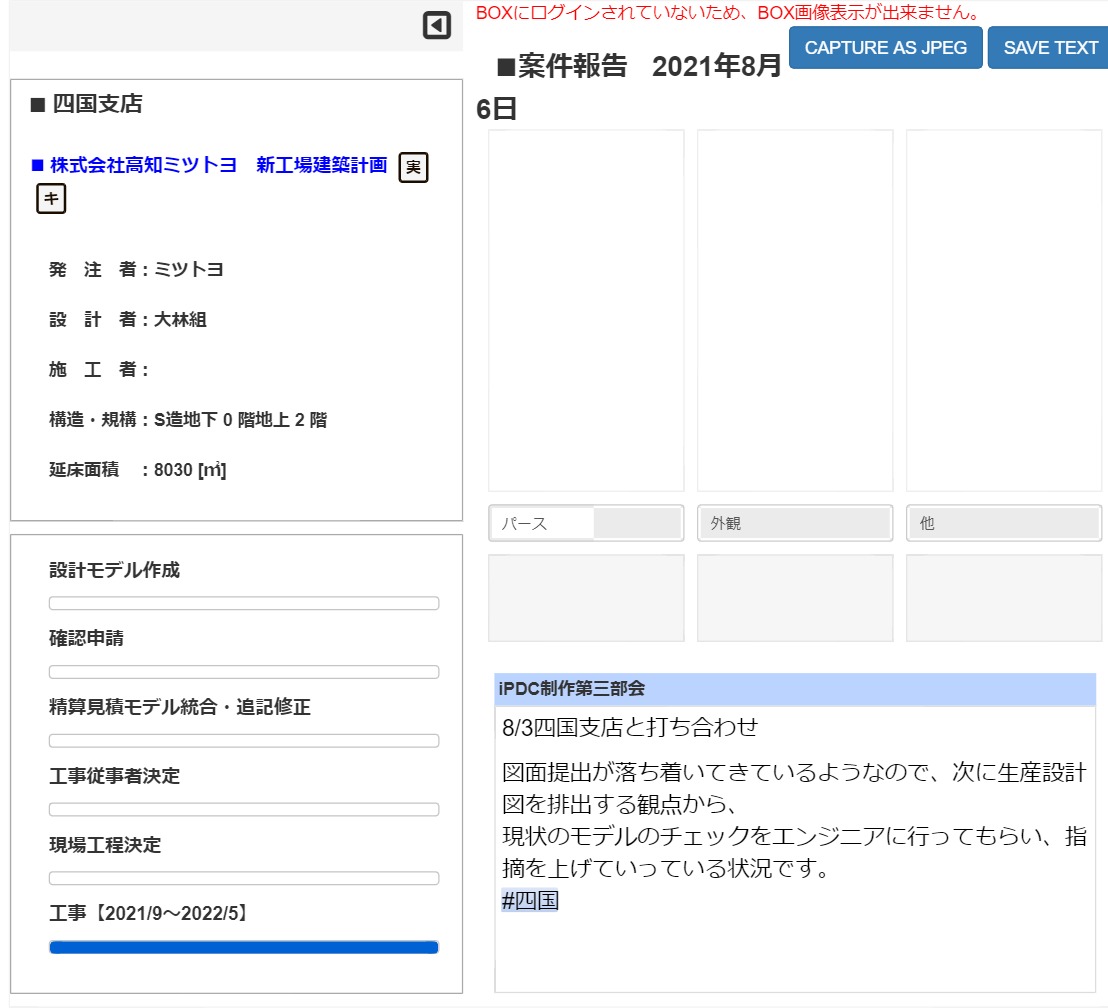 BOXにログインされていないため、BOX画像表示が出来ません。
CAPTURE AS JPEG
SAVE TEXT
■案件報告　2021年8月
6日
■ 四国支店
■ 株式会社高知ミツトヨ　新工場建築計画 実
キ
発　注　者：ミツトヨ
設　計　者：大林組
施　工　者：
構造・規構：S造地下 0 階地上 2 階
延床面積　：8030 [㎡]
設計モデル作成
確認申請
精算見積モデル統合・追記修正
工事従事者決定
現場工程決定
工事【2021/9～2022/5】
パース
外観
他
iPDC制作第三部会
8/3四国支店と打ち合わせ
図面提出が落ち着いてきているようなので、次に生産設計
図を排出する観点から、
現状のモデルのチェックをエンジニアに行ってもらい、指
摘を上げていっている状況です。
#四国